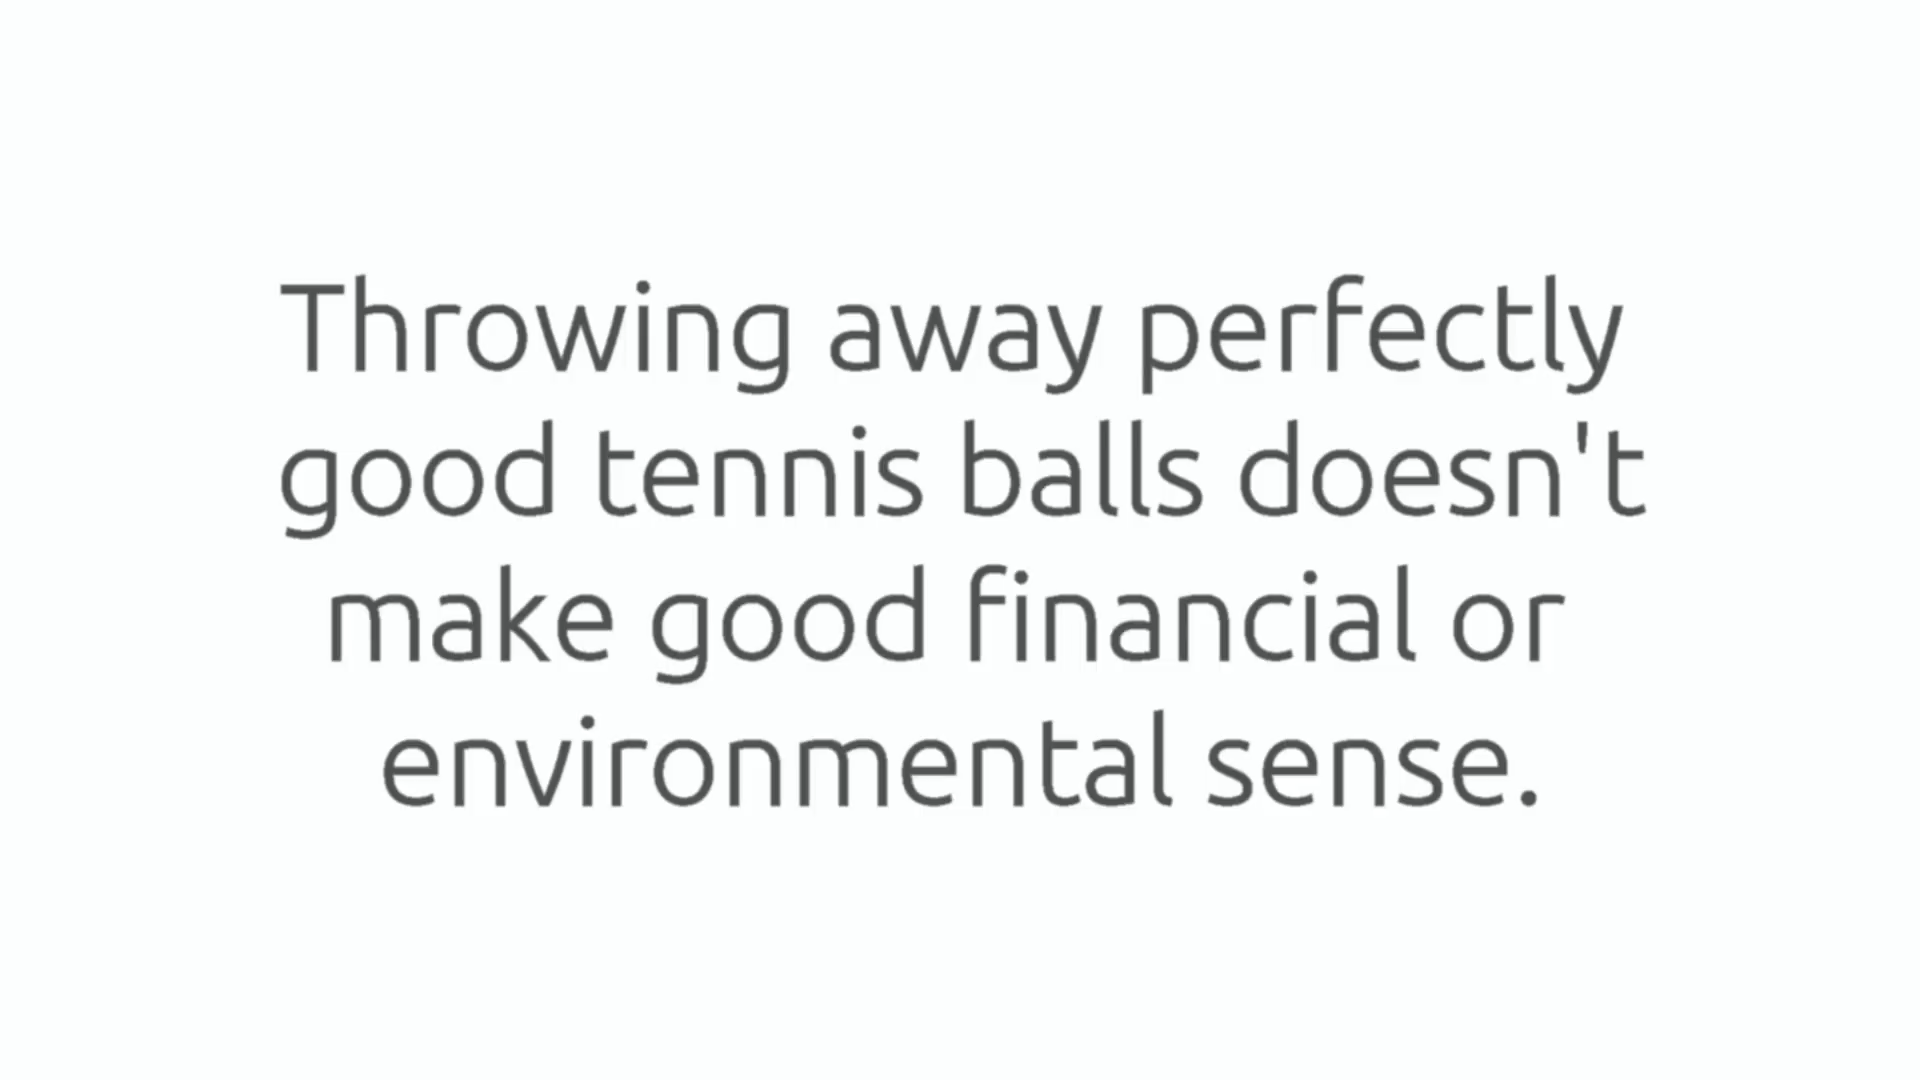 Throwing away perfectly
good tennis balls doesn't
make good financial or
environmental sense.